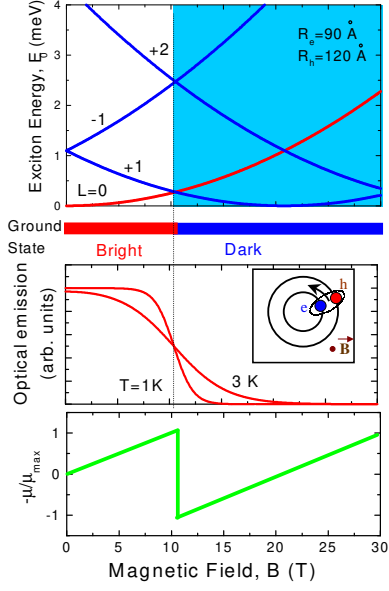 4
3
2
1
0
Exciton Energy, E (meV)
+2
-1
+1
L=0
R_e=90 Å
R_h=120 Å
Ground
State
Bright
Dark
Optical emission
(arb. units)
T=1K
3 K
e
h
B
1
0
-1
-μ/μ_max
0 5 10 15 20 25 30
Magnetic Field, B (T)